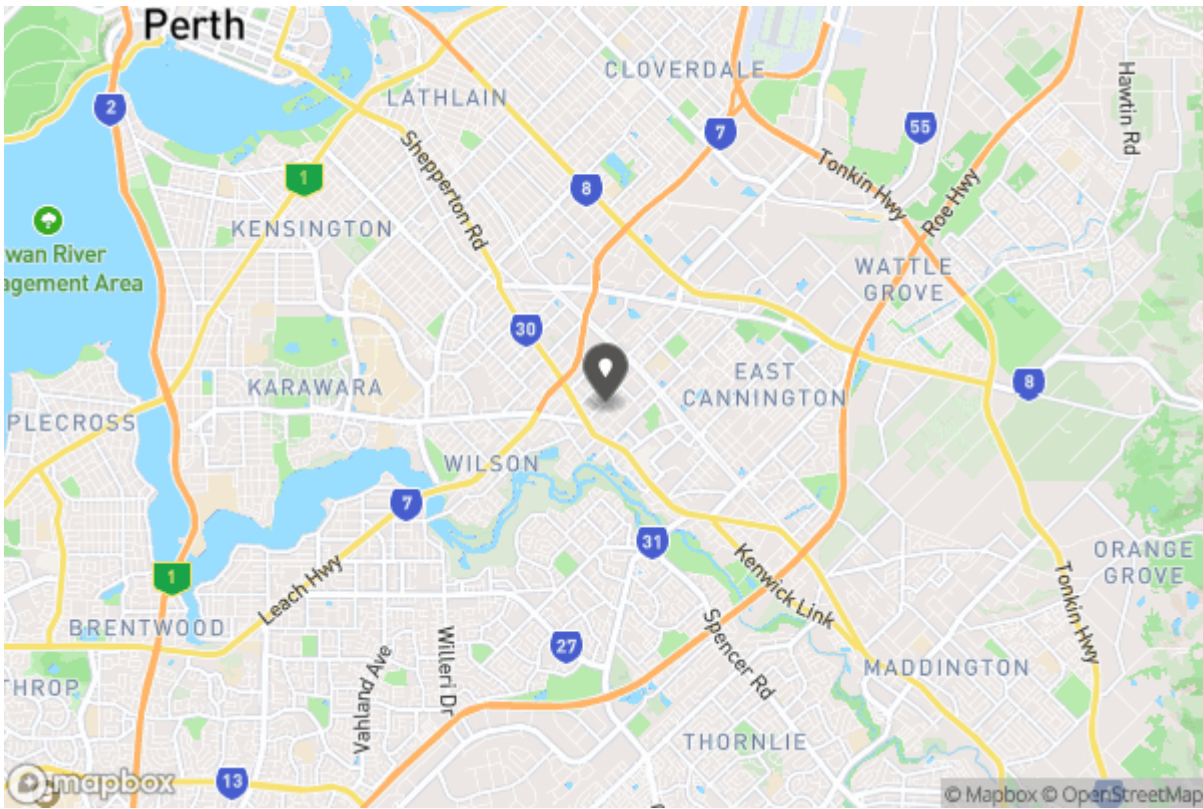 Perth
CLOVERDALE
LATHLAIN
2
7
55
Hawtin Rd
Shepperton Rd
Tonkin Hwy
1
8
Roe Hwy
KENSINGTON
wan River
agement Area
WATTLE
GROVE
30
EAST
CANNINGTON
KARAWARA
8
PLECROSS
WILSON
7
31
ORANGE
GROVE
Kenwick Link
1
Leach Hwy
Tonkin Hwy
BRENTWOOD
Willeri Dr
27
Spencer Rd
MADDINGTON
THROP
Vahland Ave
THORNLIE
13
mapbox
© Mapbox © OpenStreetMap